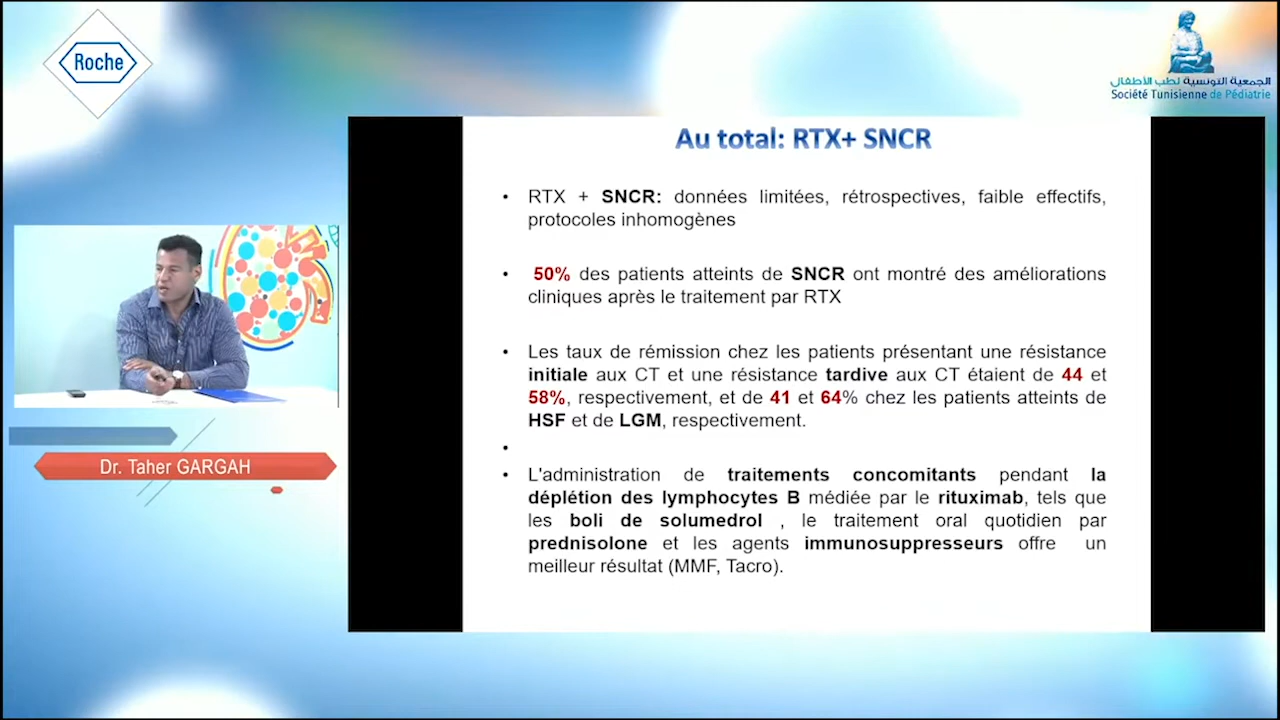 Roche
الجمعية التونسية لطب الأطفال
Société Tunisienne de Pédiatrie
Au total: RTX+ SNCR
• RTX + SNCR: données limitées, rétrospectives, faible effectifs,
protocoles inhomogènes
• 50% des patients atteints de SNCR ont montré des améliorations
cliniques après le traitement par RTX
• Les taux de rémission chez les patients présentant une résistance
initiale aux CT et une résistance tardive aux CT étaient de 44 et
58%, respectivement, et de 41 et 64% chez les patients atteints de
HSF et de LGM, respectivement.
•
• L'administration de traitements concomitants pendant la
déplétion des lymphocytes B médiée par le rituximab, tels que
les boli de solumedrol , le traitement oral quotidien par
prednisolone et les agents immunosuppresseurs offre un
meilleur résultat (MMF, Tacro).
Dr. Taher GARGAH